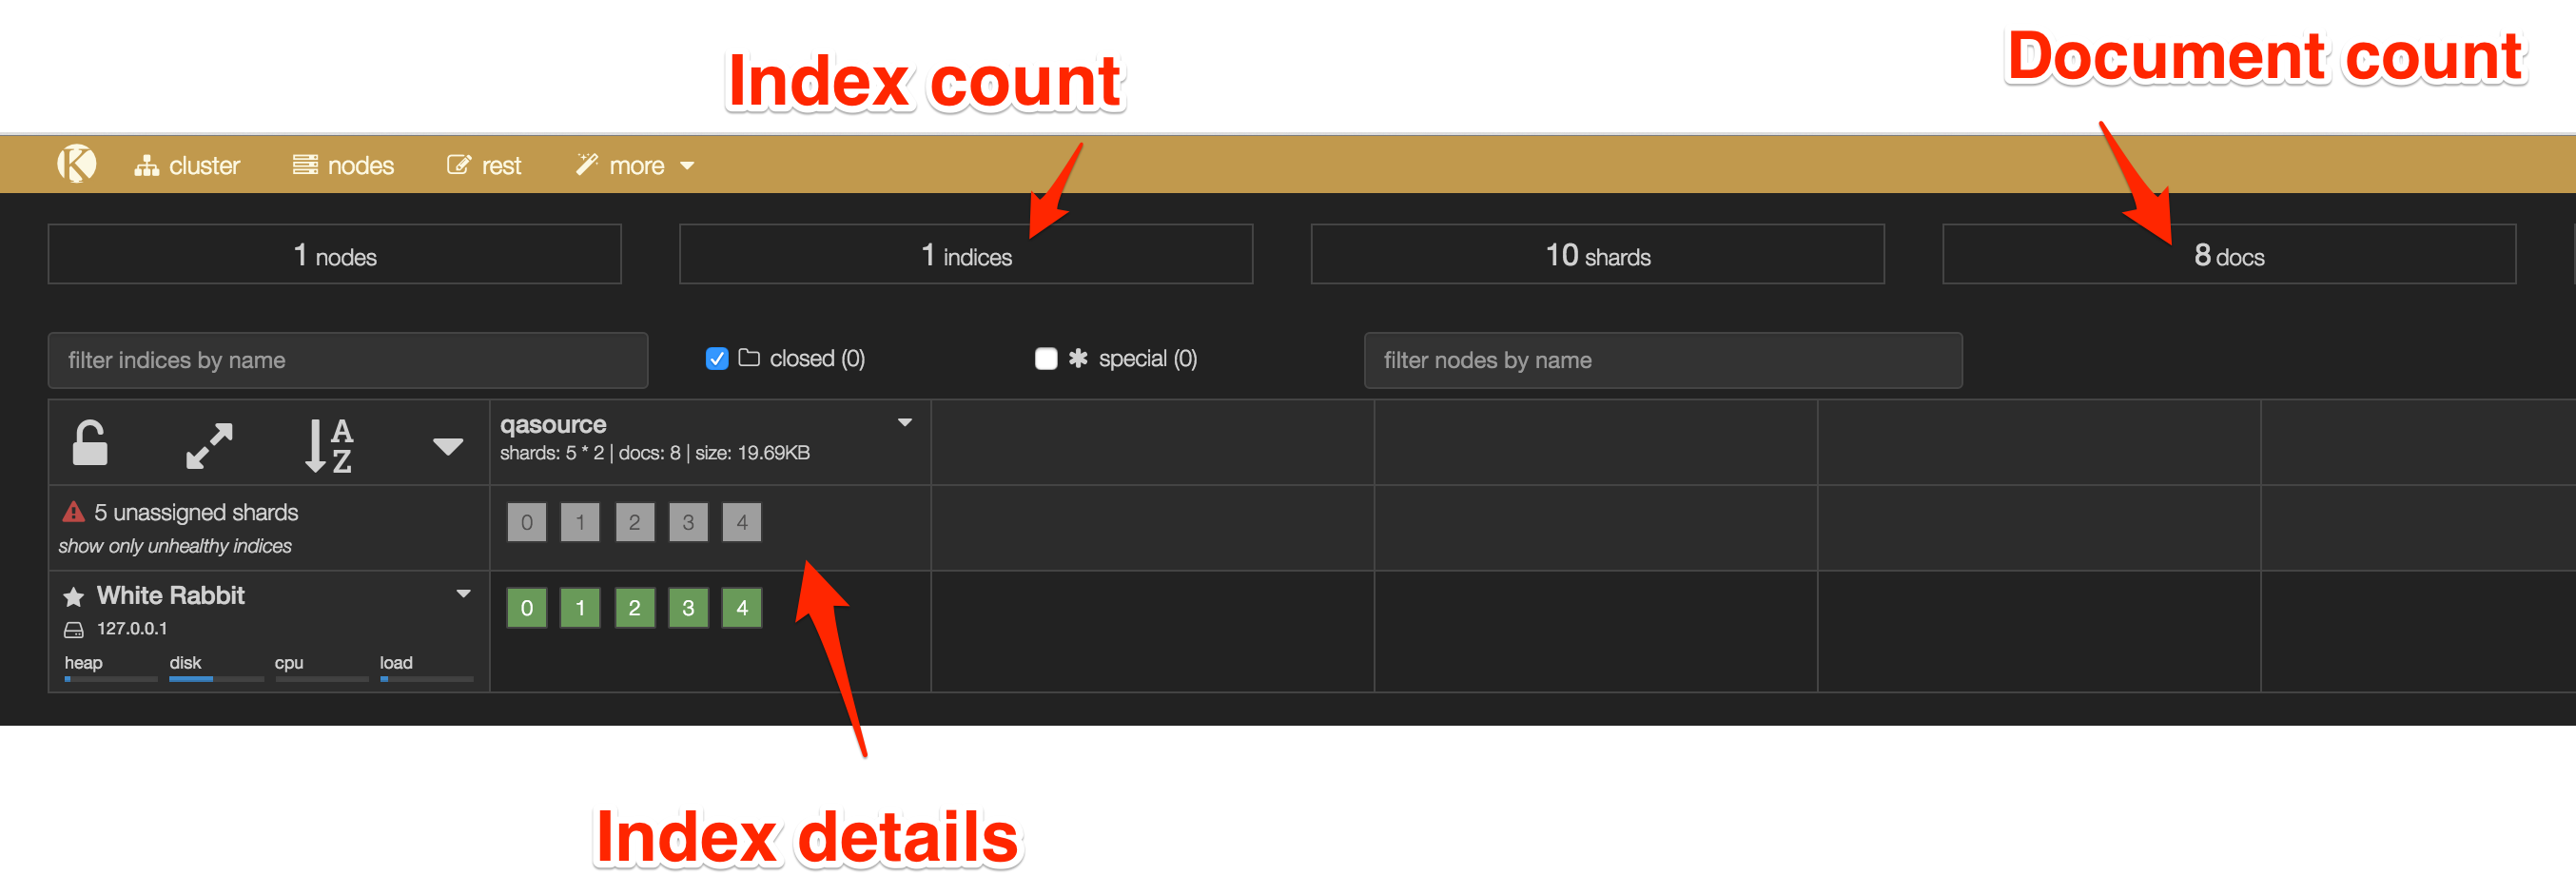 Index count
Document count
K cluster nodes rest more
1 nodes
1 indices
10 shards
8 docs
filter indices by name
closed (0)
special (0)
filter nodes by name
A
Z
qasource
shards: 5 * 2 | docs: 8 | size: 19.69KB
5 unassigned shards
show only unhealthy indices
0 1 2 3 4
White Rabbit
127.0.0.1
heap disk cpu load
0 1 2 3 4
Index details